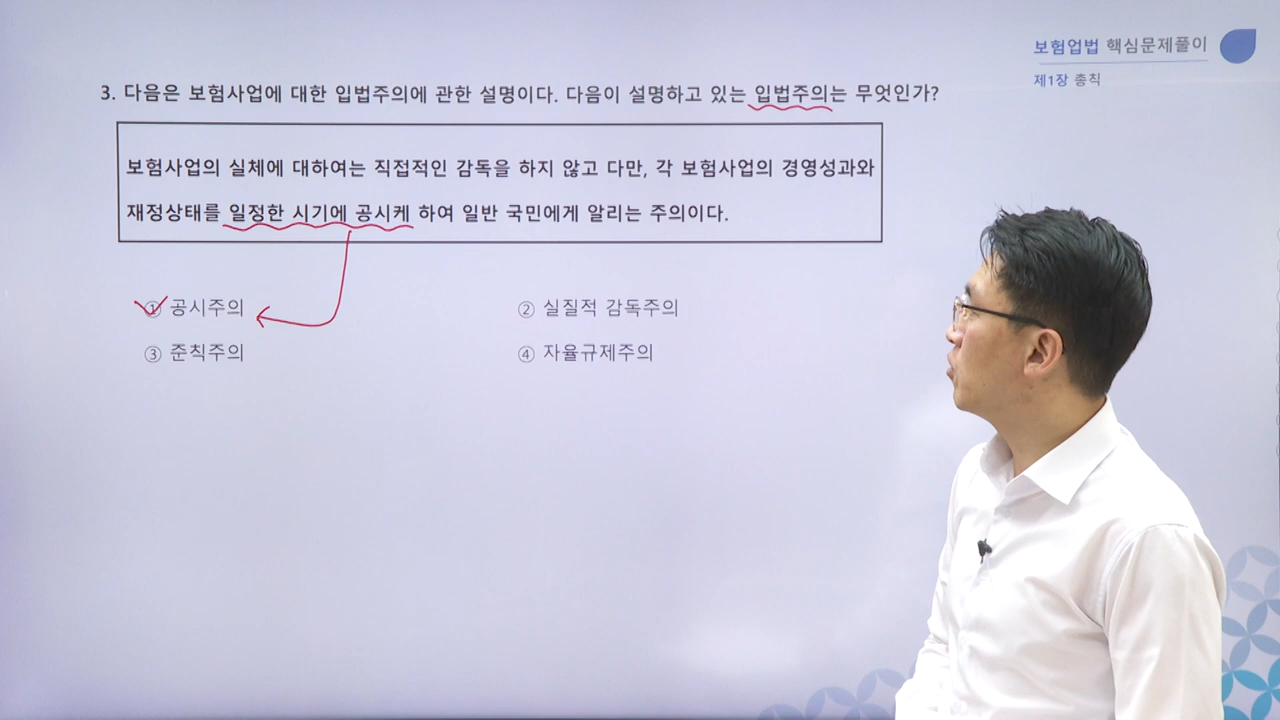 보험업법 핵심문제풀이
제1장 총칙
3. 다음은 보험사업에 대한 입법주의에 관한 설명이다. 다음이 설명하고 있는 입법주의는 무엇인가?
보험사업의 실체에 대하여는 직접적인 감독을 하지 않고 다만, 각 보험사업의 경영성과와
재정상태를 일정한 시기에 공시케 하여 일반 국민에게 알리는 주의이다.
① 공시주의
② 실질적 감독주의
③ 준칙주의
④ 자율규제주의